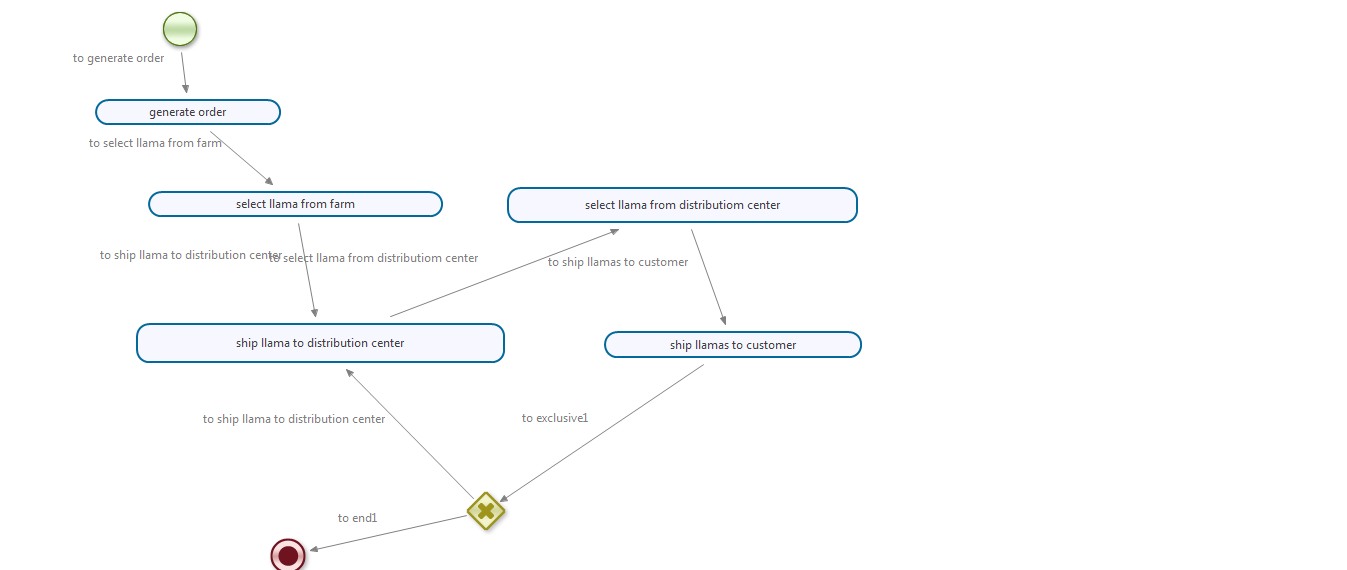 to generate order
generate order
to select llama from farm
select llama from farm
select llama from distributiom center
to ship llama to distribution center
to select llama from distributiom center
to ship llamas to customer
ship llama to distribution center
ship llamas to customer
to ship llama to distribution center
to exclusive1
to end1